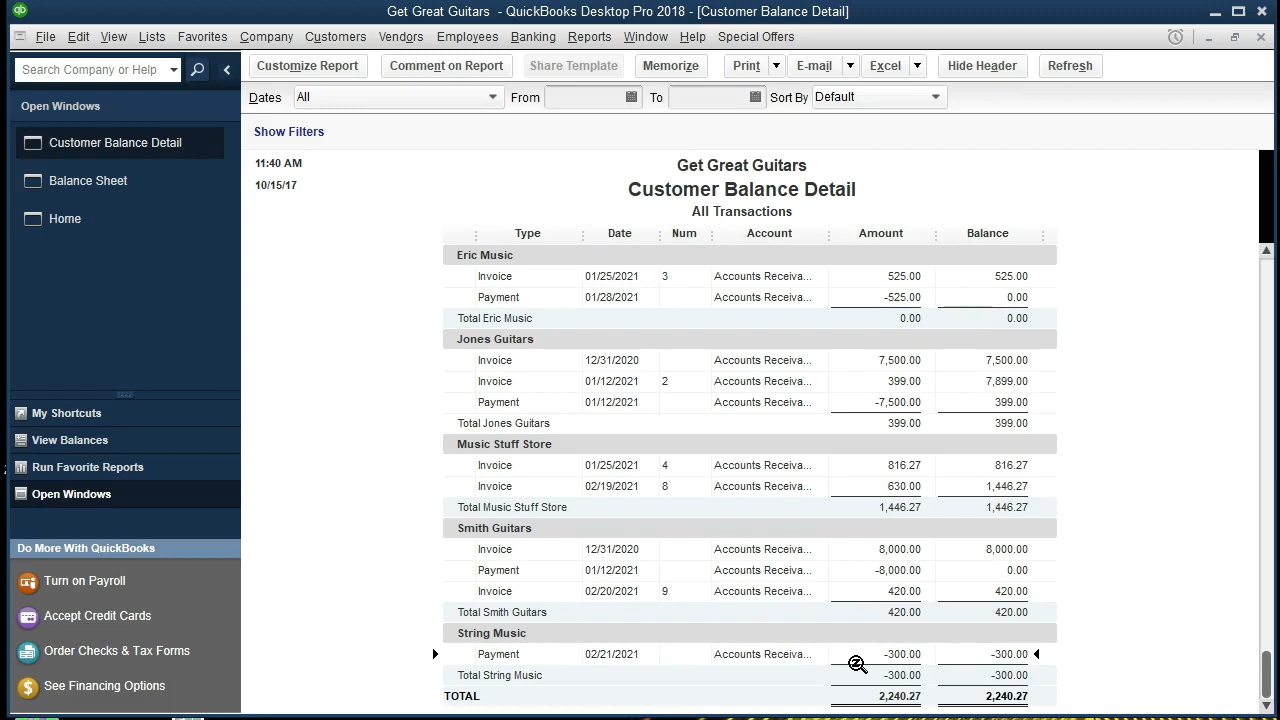 Get Great Guitars - QuickBooks Desktop Pro 2018 - [Customer Balance Detail]
File Edit View Lists Favorites Company Customers Vendors Employees Banking Reports Window Help Special Offers
Search Company or Help
Customize Report Comment on Report Share Template Memorize Print E-mail Excel Hide Header Refresh
Dates All From To Sort By Default
Show Filters
Open Windows
Customer Balance Detail
Balance Sheet
Home
My Shortcuts
View Balances
Run Favorite Reports
Open Windows
Do More With QuickBooks
Turn on Payroll
Accept Credit Cards
Order Checks & Tax Forms
See Financing Options
11:40 AM
10/15/17
Get Great Guitars
Customer Balance Detail
All Transactions
Type Date Num Account Amount Balance
Eric Music
Invoice 01/25/2021 3 Accounts Receiva... 525.00 525.00
Payment 01/28/2021 Accounts Receiva... -525.00 0.00
Total Eric Music 0.00 0.00
Jones Guitars
Invoice 12/31/2020 Accounts Receiva... 7,500.00 7,500.00
Invoice 01/12/2021 2 Accounts Receiva... 399.00 7,899.00
Payment 01/12/2021 Accounts Receiva... -7,500.00 399.00
Total Jones Guitars 399.00 399.00
Music Stuff Store
Invoice 01/25/2021 4 Accounts Receiva... 816.27 816.27
Invoice 02/19/2021 8 Accounts Receiva... 630.00 1,446.27
Total Music Stuff Store 1,446.27 1,446.27
Smith Guitars
Invoice 12/31/2020 Accounts Receiva... 8,000.00 8,000.00
Payment 01/12/2021 Accounts Receiva... -8,000.00 0.00
Invoice 02/20/2021 9 Accounts Receiva... 420.00 420.00
Total Smith Guitars 420.00 420.00
String Music
Payment 02/21/2021 Accounts Receiva... -300.00 -300.00
Total String Music -300.00 -300.00
TOTAL 2,240.27 2,240.27